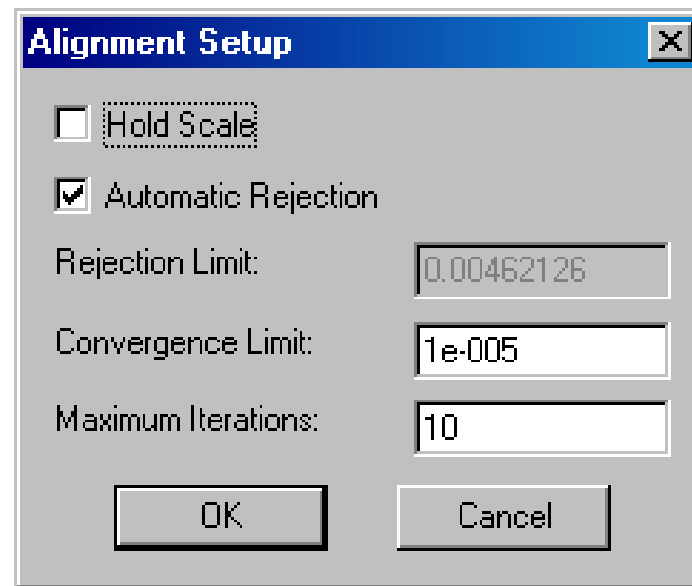 Alignment Setup
Hold Scale
Automatic Rejection
Rejection Limit: 0.00462126
Convergence Limit: 1e-005
Maximum Iterations: 10
OK Cancel